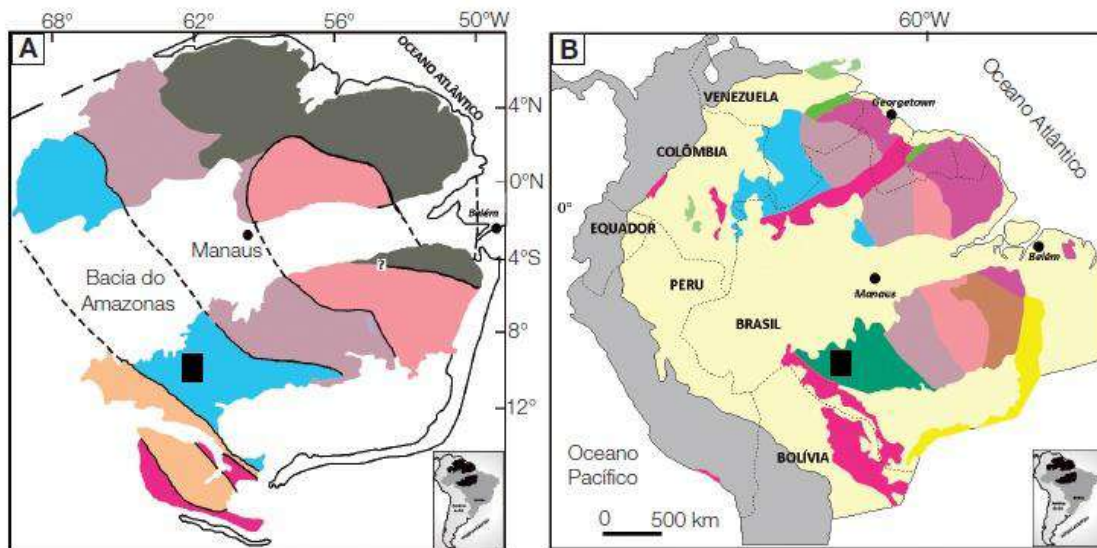 68° 62° 56° 50°W
A
OCEANO ATLÂNTICO
4°N
0°N
Belém
Manaus
?
4°S
Bacia do
Amazonas
8°
12°
60°W
B
Oceano
Atlântico
VENEZUELA
Georgetown
COLÔMBIA
0°
EQUADOR
Belém
PERU
Manaus
BRASIL
BOLÍVIA
Oceano
Pacífico
0 500 km